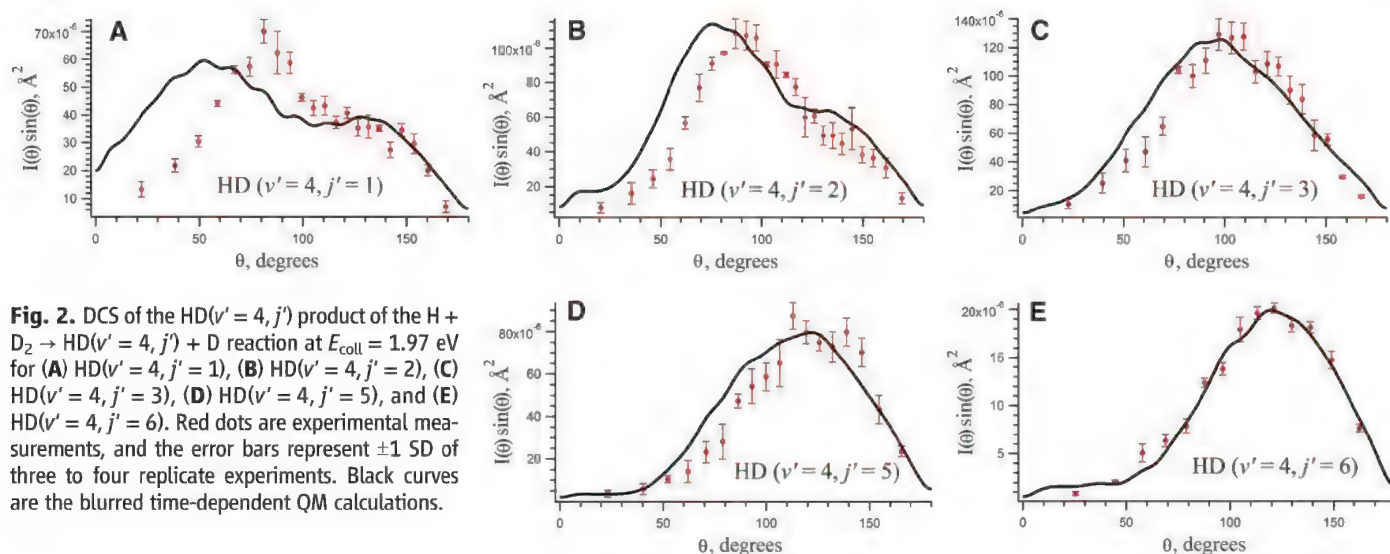 A
70x10⁻⁶
60
50
40
30
20
10
I(θ) sin(θ), Å²
HD (v' = 4, j' = 1)
0
50
100
150
θ, degrees
B
100x10⁻⁶
80
60
40
20
I(θ) sin(θ), Å²
HD (v' = 4, j' = 2)
0
50
100
150
θ, degrees
C
140x10⁻⁶
120
100
80
60
40
20
I(θ) sin(θ), Å²
HD (v' = 4, j' = 3)
0
50
100
150
θ, degrees
Fig. 2. DCS of the HD(v' = 4, j') product of the H +
D₂ → HD(v' = 4, j') + D reaction at E_coll = 1.97 eV
for (A) HD(v' = 4, j' = 1), (B) HD(v' = 4, j' = 2), (C)
HD(v' = 4, j' = 3), (D) HD(v' = 4, j' = 5), and (E)
HD(v' = 4, j' = 6). Red dots are experimental mea-
surements, and the error bars represent ±1 SD of
three to four replicate experiments. Black curves
are the blurred time-dependent QM calculations.
D
80x10⁻⁶
60
40
20
I(θ) sin(θ), Å²
HD (v' = 4, j' = 5)
0
50
100
150
θ, degrees
E
20x10⁻⁶
15
10
5
I(θ) sin(θ), Å²
HD (v' = 4, j' = 6)
0
50
100
150
θ, degrees